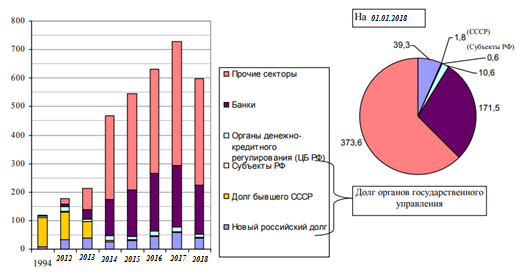 800
700
600
500
400
300
200
100
0
1994
2012
2013
2014
2015
2016
2017
2018
Прочие секторы
Банки
Органы денежно-
кредитного
регулирования (ЦБ РФ)
Субъекты РФ
Долг бывшего СССР
Новый российский долг
На 01.01.2018
39,3
1,8
(СССР)
(Субъекты РФ)
0,6
10,6
171,5
373,6
Долг органов государственного
управления